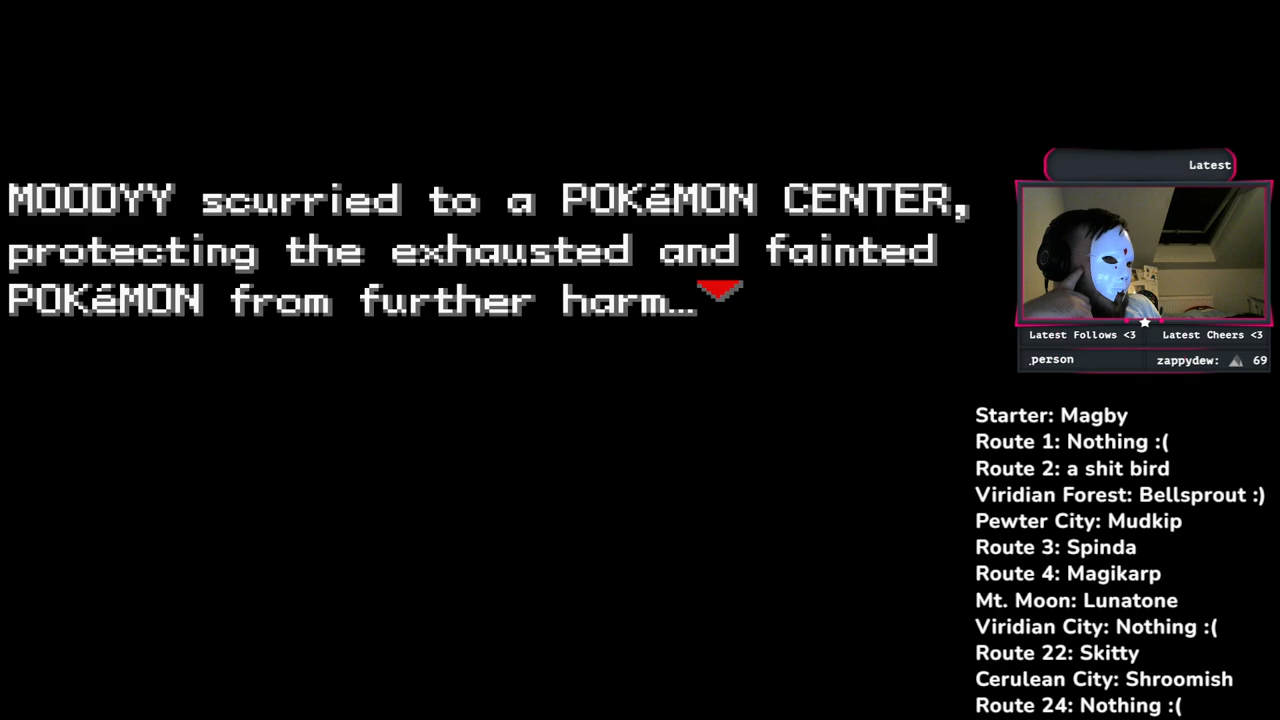 MOODYY scurried to a POKéMON CENTER,
protecting the exhausted and fainted
POKéMON from further harm...
Latest
Latest Follows <3
Latest Cheers <3
person
zappydew: 69
Starter: Magby
Route 1: Nothing :(
Route 2: a shit bird
Viridian Forest: Bellsprout :)
Pewter City: Mudkip
Route 3: Spinda
Route 4: Magikarp
Mt. Moon: Lunatone
Viridian City: Nothing :(
Route 22: Skitty
Cerulean City: Shroomish
Route 24: Nothing :(